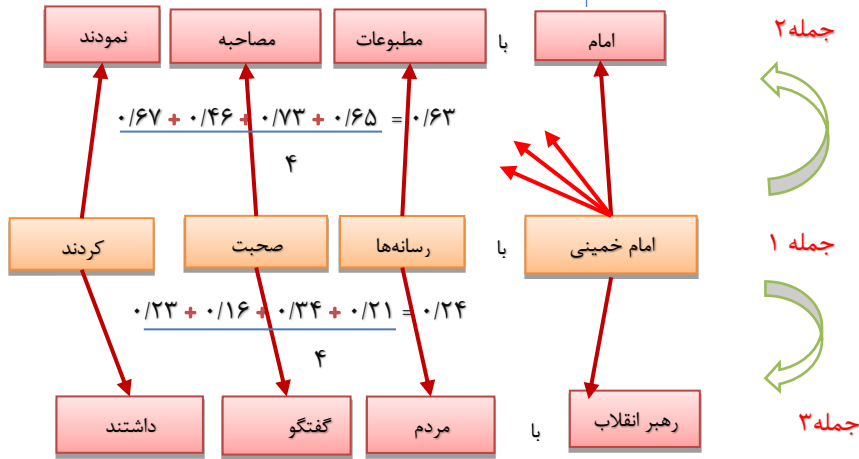 جمله۲
امام با مطبوعات مصاحبه نمودند
۰/۶۷ + ۰/۴۶ + ۰/۷۳ + ۰/۶۵ = ۰/۶۳
۴
جمله ۱
امام خمینی با رسانه‌ها صحبت کردند
۰/۲۳ + ۰/۱۶ + ۰/۳۴ + ۰/۲۱ = ۰/۲۴
۴
جمله۳
رهبر انقلاب با مردم گفتگو داشتند